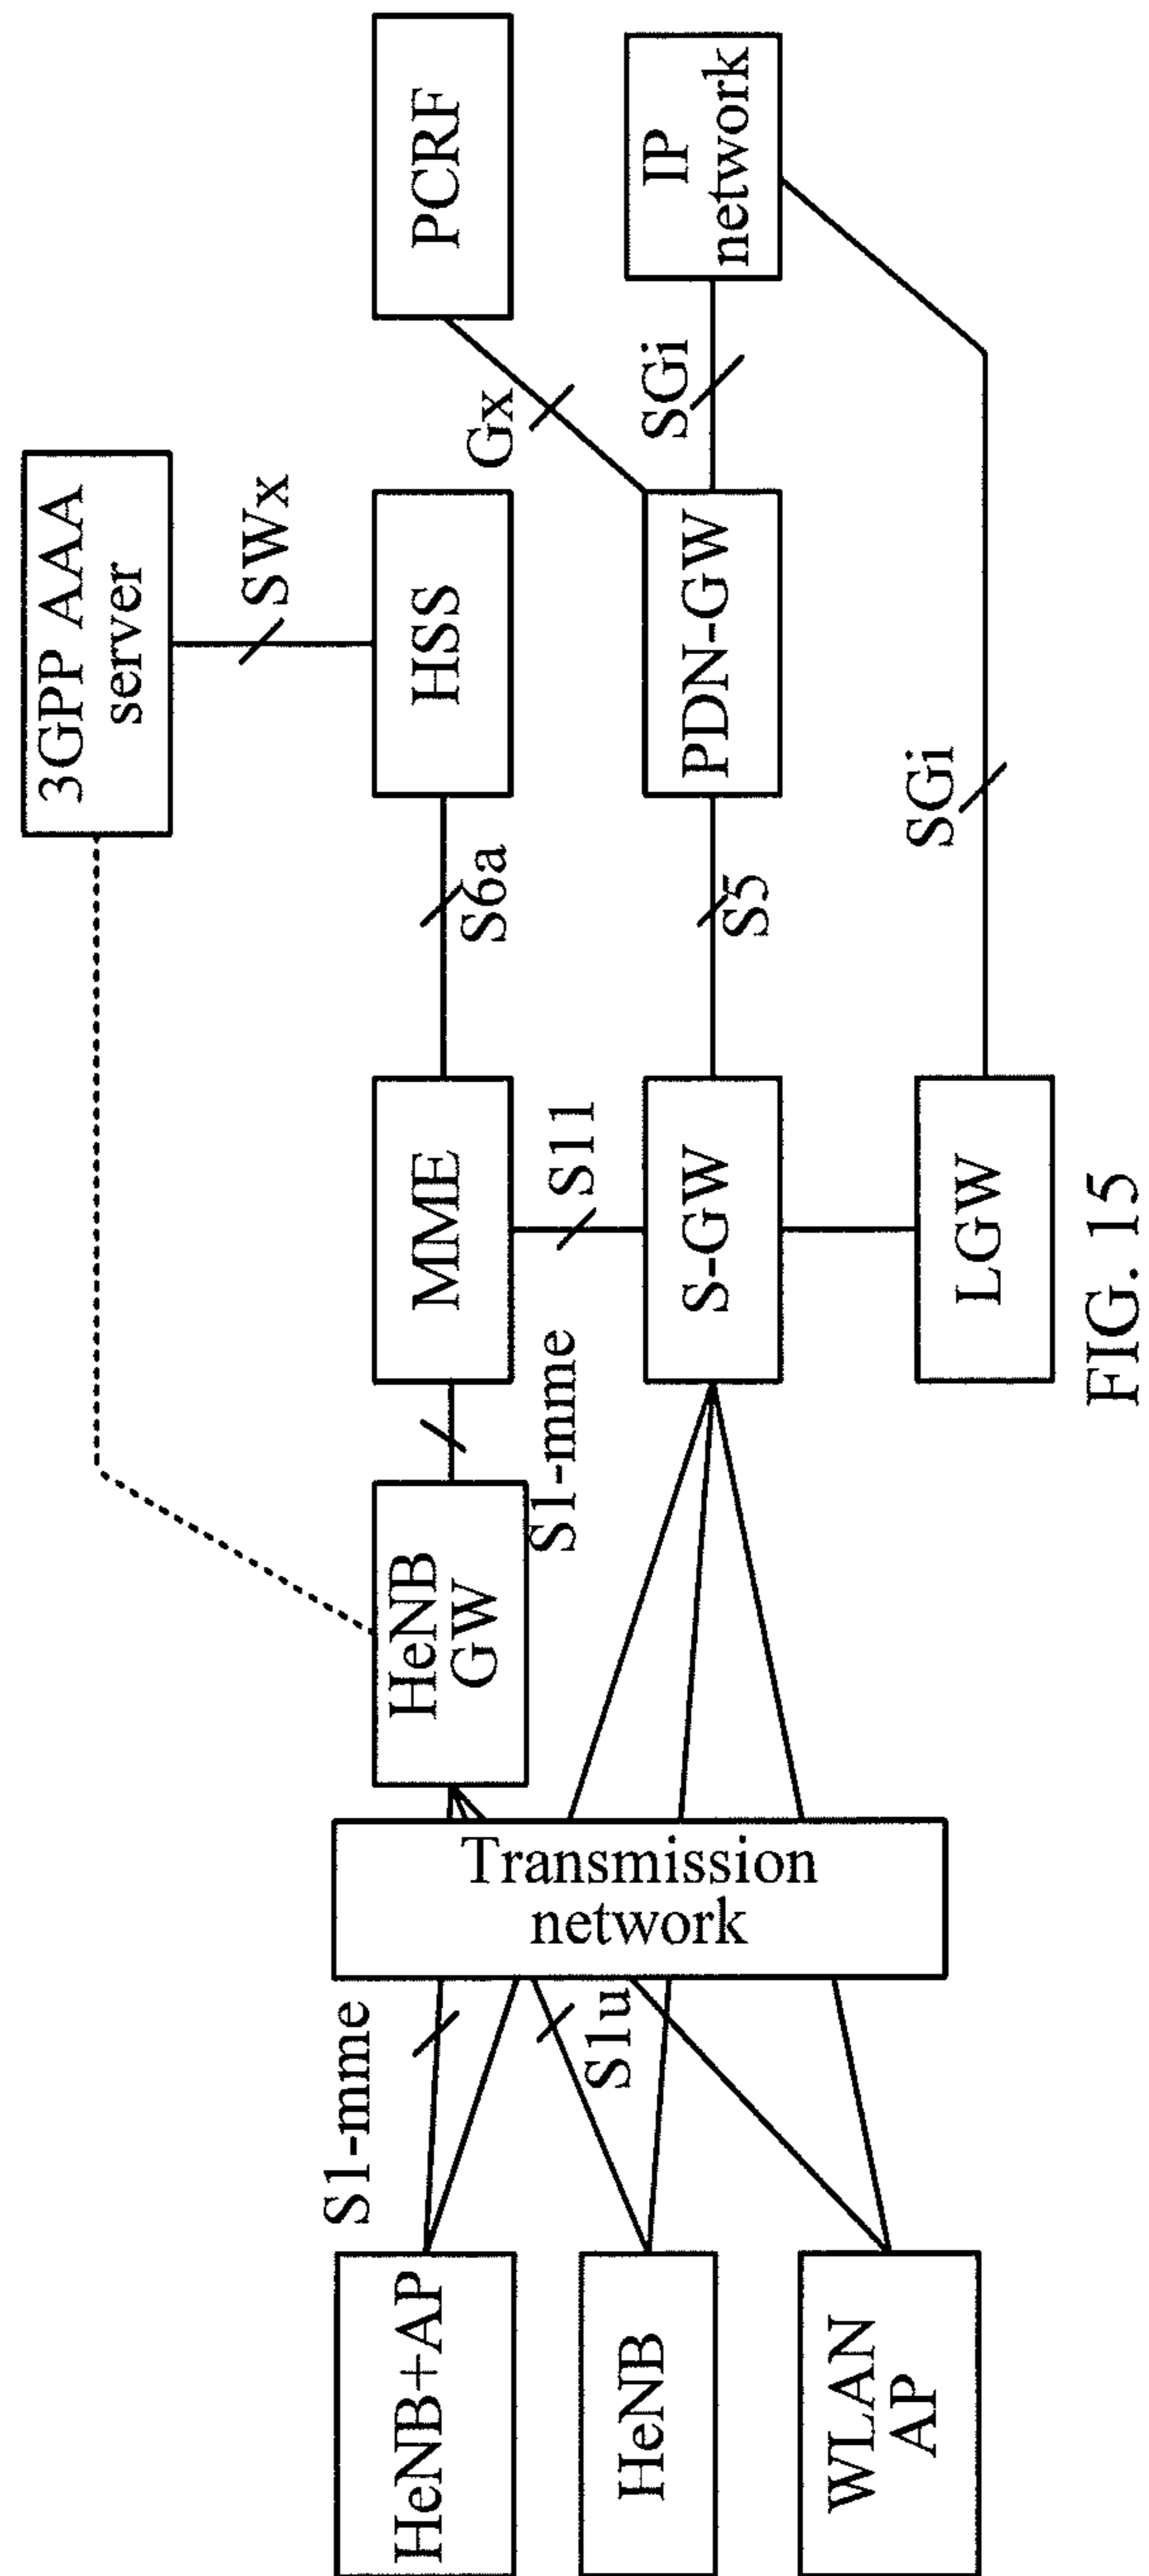 3GPP AAA
server
SWx
S1-mme
HeNB+AP
HeNB
GW
MME
S6a
HSS
PCRF
Gx
S1-mme
S11
Transmission
network
S1u
HeNB
S-GW
S5
PDN-GW
SGi
IP
network
WLAN
AP
LGW
SGi
FIG. 15